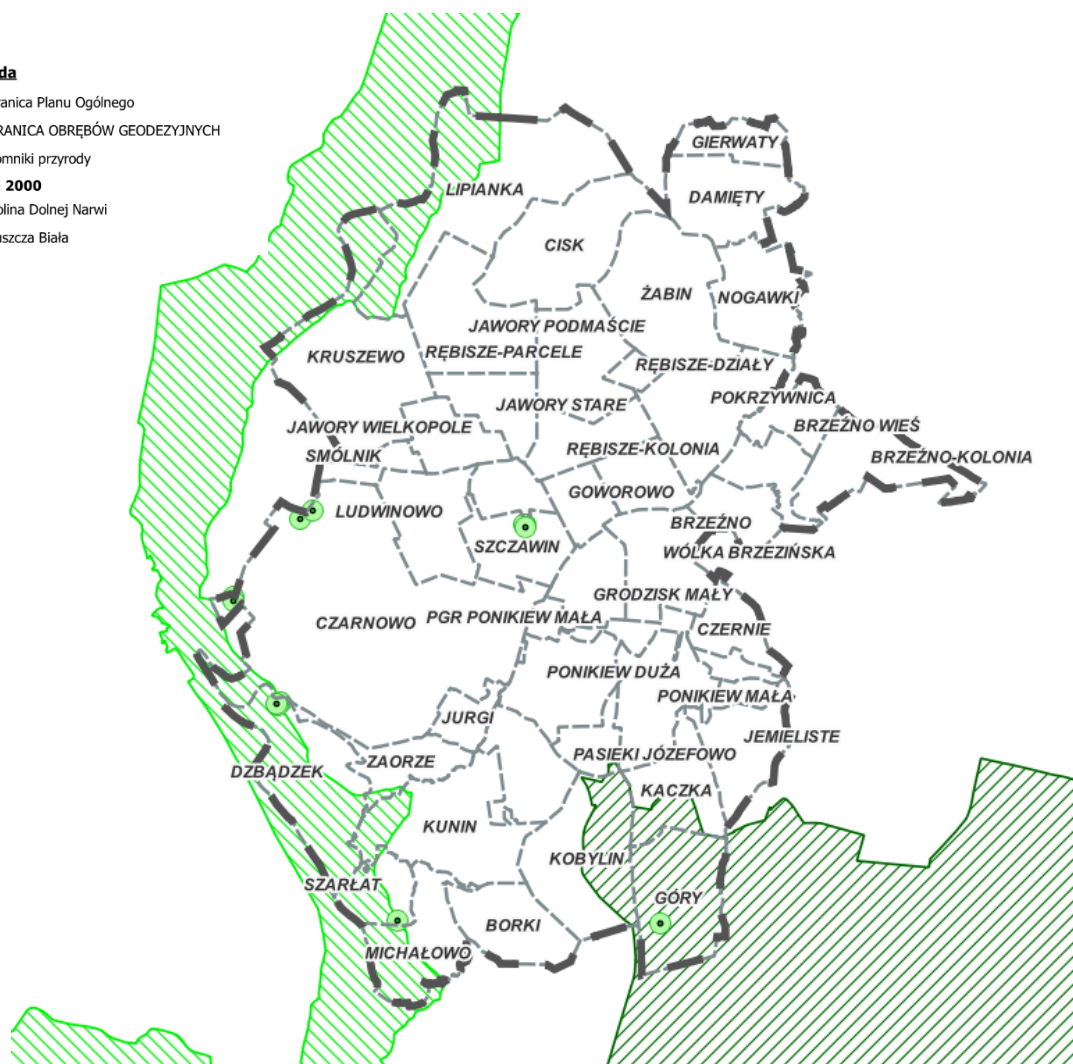 da
ranica Planu Ogólnego
RANICA OBRĘBÓW GEODEZYJNYCH
omniki przyrody
2000
olina Dolnej Narwi
uszcza Biała
GIERWATY
LIPIANKA
DAMIĘTY
CISK
ŻABIN
NOGAWKI
JAWORY PODMAŚCIE
KRUSZEWO
RĘBISZE-PARCELE
RĘBISZE-DZIAŁY
POKRZYWNICA
JAWORY STARE
JAWORY WIELKOPOLE
BRZEŹNO WIEŚ
RĘBISZE-KOLONIA
SMÓLNIK
BRZEŹNO-KOLONIA
GOWOROWO
LUDWINOWO
BRZEŹNO
SZCZAWIN
WÓLKA BRZEZIŃSKA
GRODZISK MAŁY
CZARNOWO
PGR PONIKIEW MAŁA
CZERNIE
PONIKIEW DUŻA
PONIKIEW MAŁA
JURGI
JEMIELISTE
ZAORZE
PASIEKI JÓZEFOWO
DZBĄDZEK
KACZKA
KUNIN
KOBYLIN
SZARŁAT
GÓRY
BORKI
MICHAŁOWO